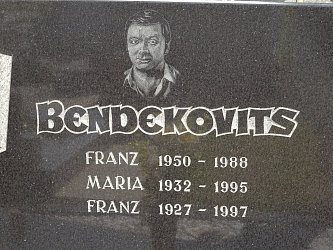 BENDEKOVITS
FRANZ 1950 - 1988
MARIA 1932 - 1995
FRANZ 1927 - 1997